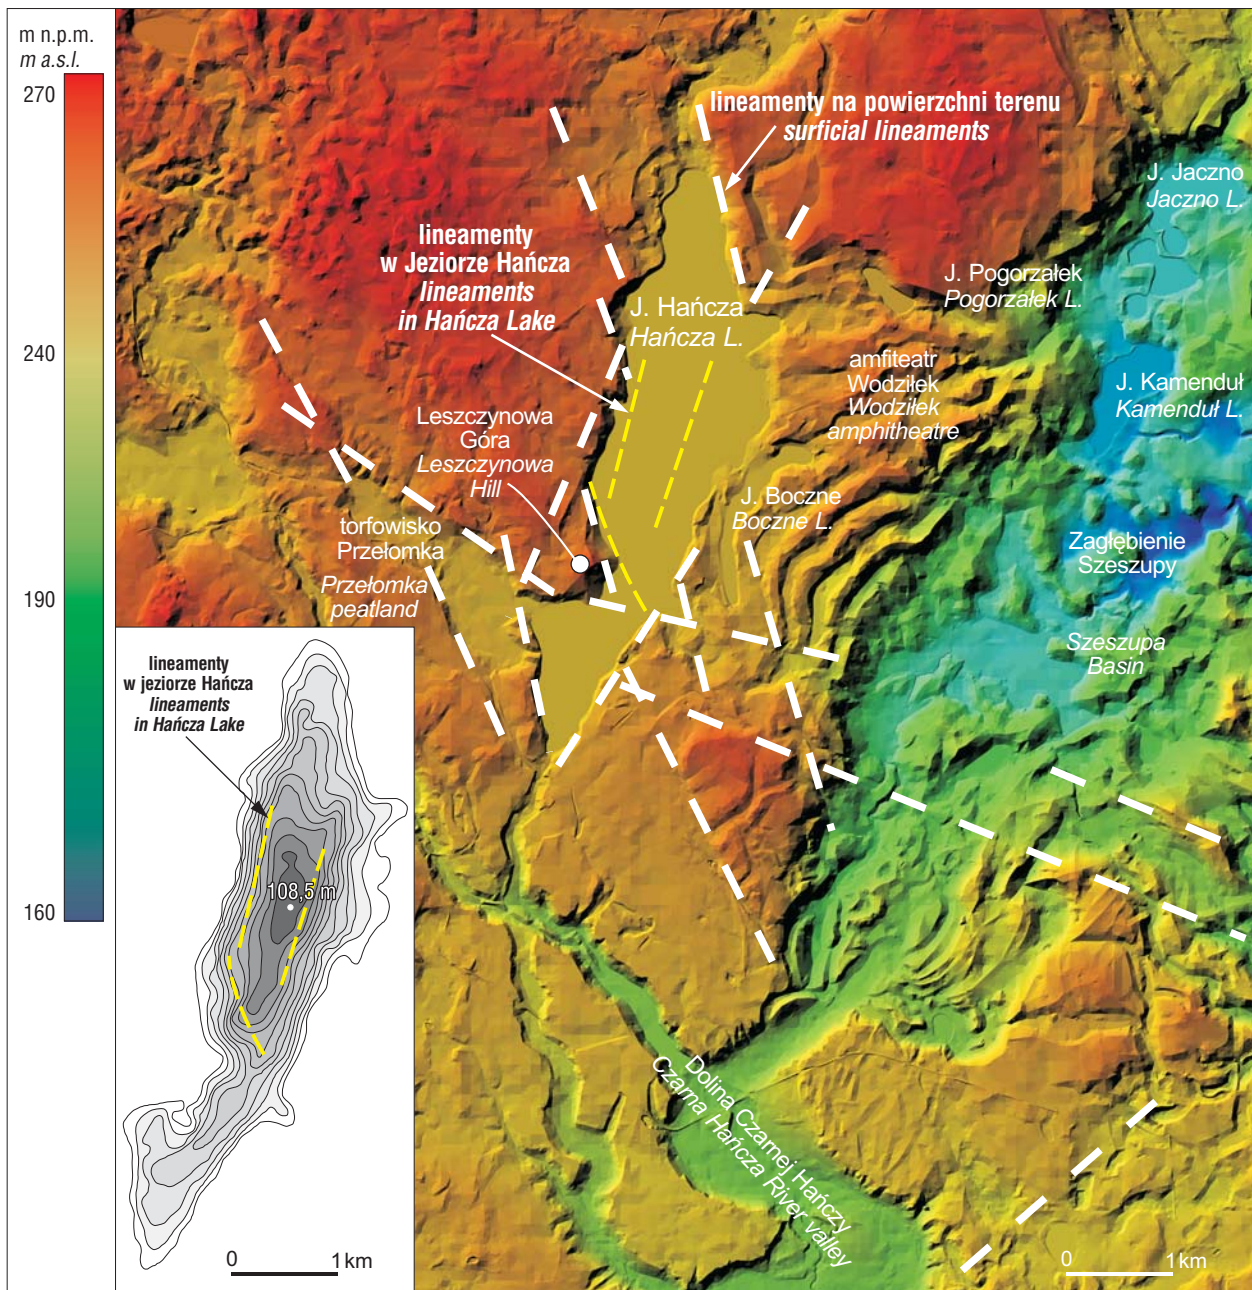 m n.p.m.
m a.s.l.
270
240
190
160
lineamenty na powierzchni terenu
surficial lineaments
J. Jaczno
Jaczno L.
lineamenty
w Jeziorze Hańcza
lineaments
in Hańcza Lake
J. Pogorzałek
Pogorzałek L.
J. Hańcza
Hańcza L.
amfiteatr
Wodziłek
Wodziłek
amphitheatre
J. Kamenduł
Kamenduł L.
Leszczynowa
Góra
Leszczynowa
Hill
J. Boczne
Boczne L.
torfowisko
Przełomka
Przełomka
peatland
Zagłębienie
Szeszupy
Szeszupa
Basin
lineamenty
w jeziorze Hańcza
lineaments
in Hańcza Lake
108,5 m
0 1 km
Dolina Czarnej Hańczy
Czarna Hańcza River valley
0 1 km